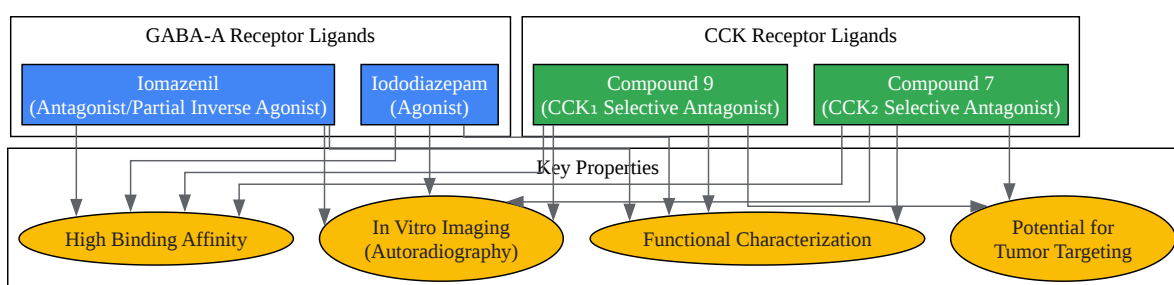 GABA-A Receptor Ligands
CCK Receptor Ligands
Iomazenil
(Antagonist/Partial Inverse Agonist)
Iododiazepam
(Agonist)
Compound 9
(CCK₁ Selective Antagonist)
Compound 7
(CCK₂ Selective Antagonist)
Key Properties
High Binding Affinity
In Vitro Imaging
(Autoradiography)
Functional Characterization
Potential for
Tumor Targeting